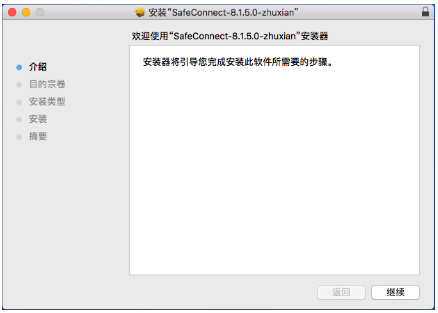 安装“SafeConnect-8.1.5.0-zhuxian”
欢迎使用“SafeConnect-8.1.5.0-zhuxian”安装器
介绍
目的宗卷
安装类型
安装
摘要
安装器将引导您完成安装此软件所需要的步骤。
返回
继续